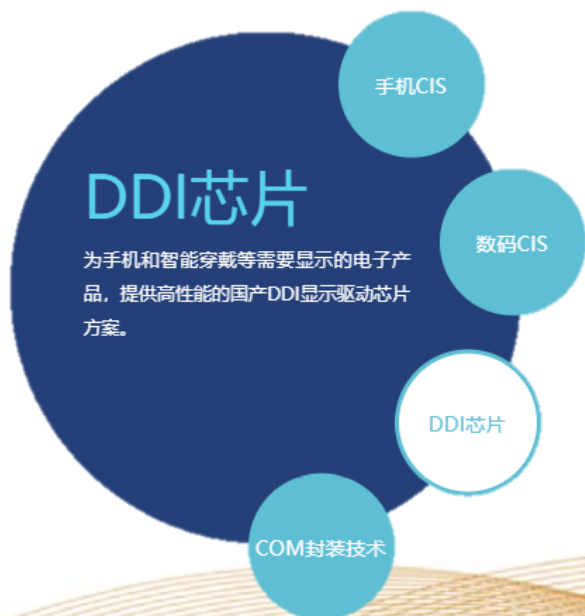 手机CIS
DDI芯片
数码CIS
为手机和智能穿戴等需要显示的电子产
品，提供高性能的国产DDI显示驱动芯片
方案。
DDI芯片
COM封装技术